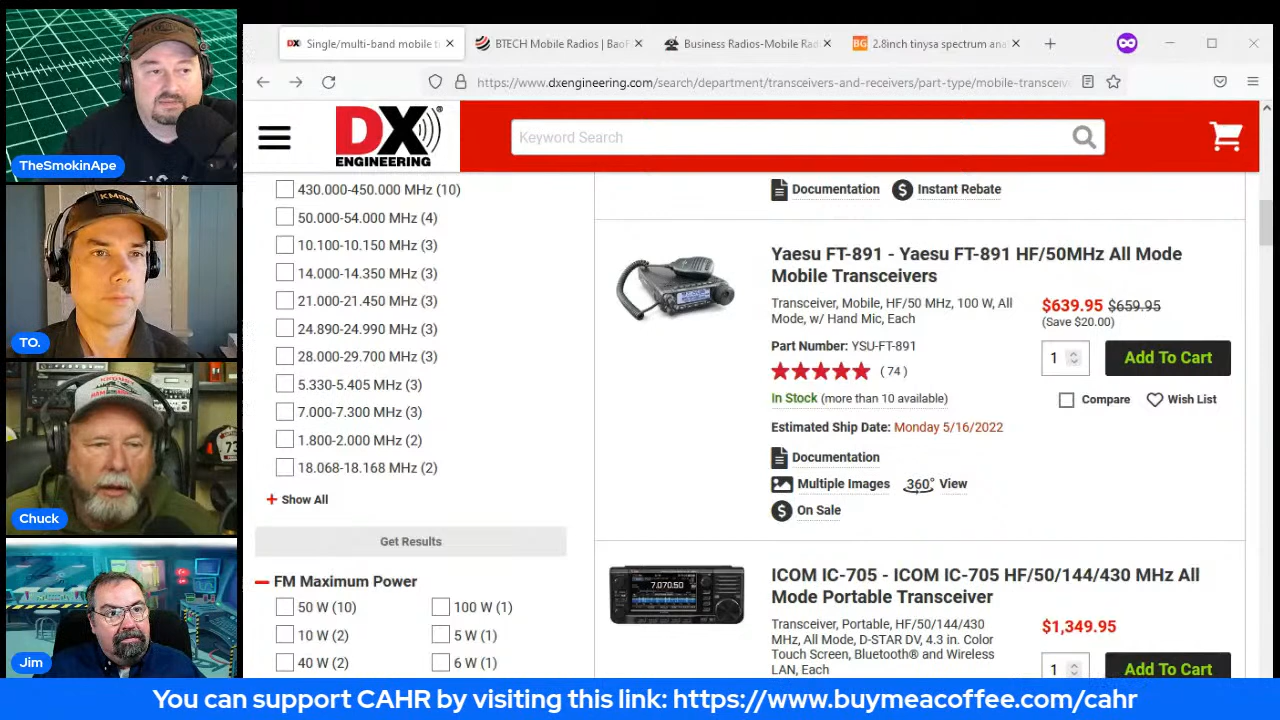 TheSmokinApe
KM9G
TO.
Chuck
73
Jim
DX Single/multi-band mobile t
BTECH Mobile Radios | BaoF
Business Radios-Mobile Rad
BG 2.8inch tinysa spectrum ana
https://www.dxengineering.com/search/department/transceivers-and-receivers/part-type/mobile-transceiv
DX
ENGINEERING
®
Keyword Search
430.000-450.000 MHz (10)
50.000-54.000 MHz (4)
10.100-10.150 MHz (3)
14.000-14.350 MHz (3)
21.000-21.450 MHz (3)
24.890-24.990 MHz (3)
28.000-29.700 MHz (3)
5.330-5.405 MHz (3)
7.000-7.300 MHz (3)
1.800-2.000 MHz (2)
18.068-18.168 MHz (2)
+ Show All
Get Results
FM Maximum Power
50 W (10)
100 W (1)
10 W (2)
5 W (1)
40 W (2)
6 W (1)
Documentation
$ Instant Rebate
Yaesu FT-891 - Yaesu FT-891 HF/50MHz All Mode
Mobile Transceivers
Transceiver, Mobile, HF/50 MHz, 100 W, All
Mode, w/ Hand Mic, Each
Part Number: YSU-FT-891
( 74 )
In Stock (more than 10 available)
Estimated Ship Date: Monday 5/16/2022
Documentation
Multiple Images
360° View
$ On Sale
$639.95 $659.95
(Save $20.00)
1
Add To Cart
Compare
Wish List
7.070.50
ICOM IC-705 - ICOM IC-705 HF/50/144/430 MHz All
Mode Portable Transceiver
Transceiver, Portable, HF/50/144/430
MHz, All Mode, D-STAR DV, 4.3 in. Color
Touch Screen, Bluetooth® and Wireless
LAN, Each
$1,349.95
1
Add To Cart
You can support CAHR by visiting this link: https://www.buymeacoffee.com/cahr